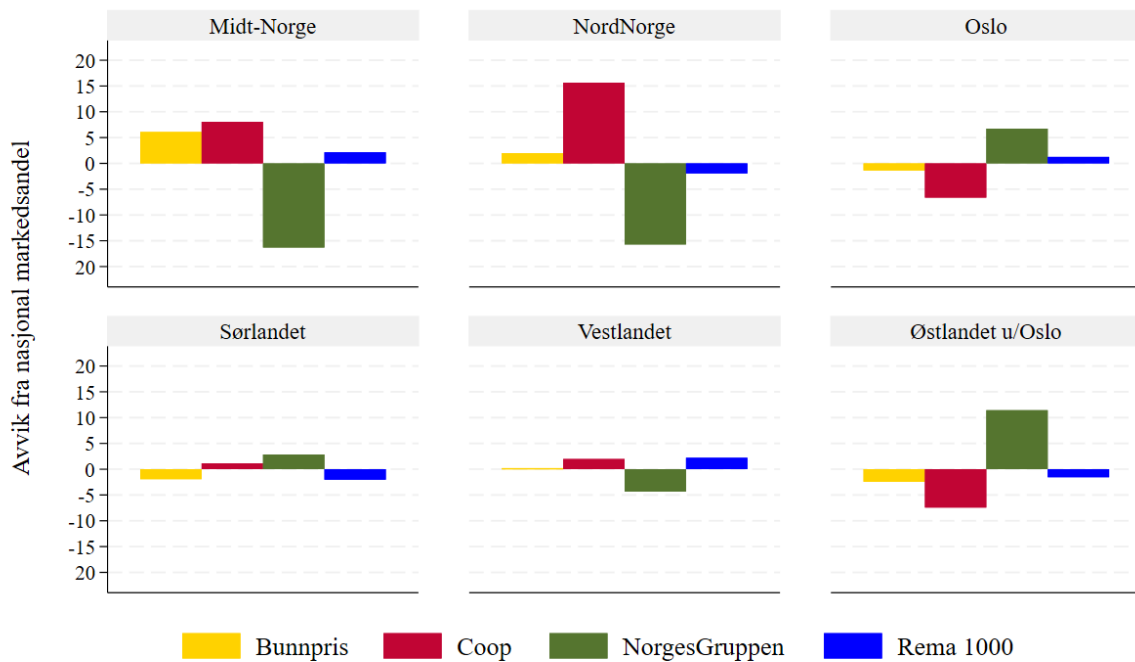 Midt-Norge
NordNorge
Oslo
Avvik fra nasjonal markedsandel
20
15
10
5
0
-5
-10
-15
20
Sørlandet
Vestlandet
Østlandet u/Oslo
20
15
10
5
0
-5
-10
-15
20
Bunnpris Coop NorgesGruppen Rema 1000